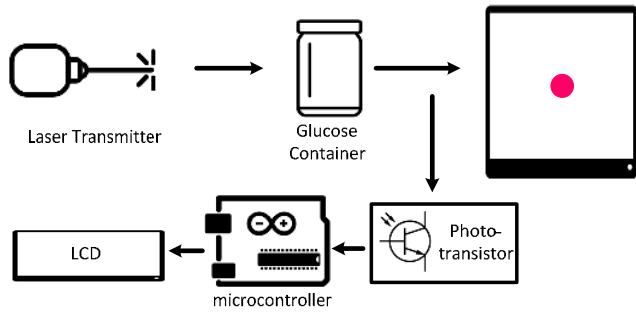 Laser Transmitter
Glucose
Container
Photo-
transistor
LCD
microcontroller